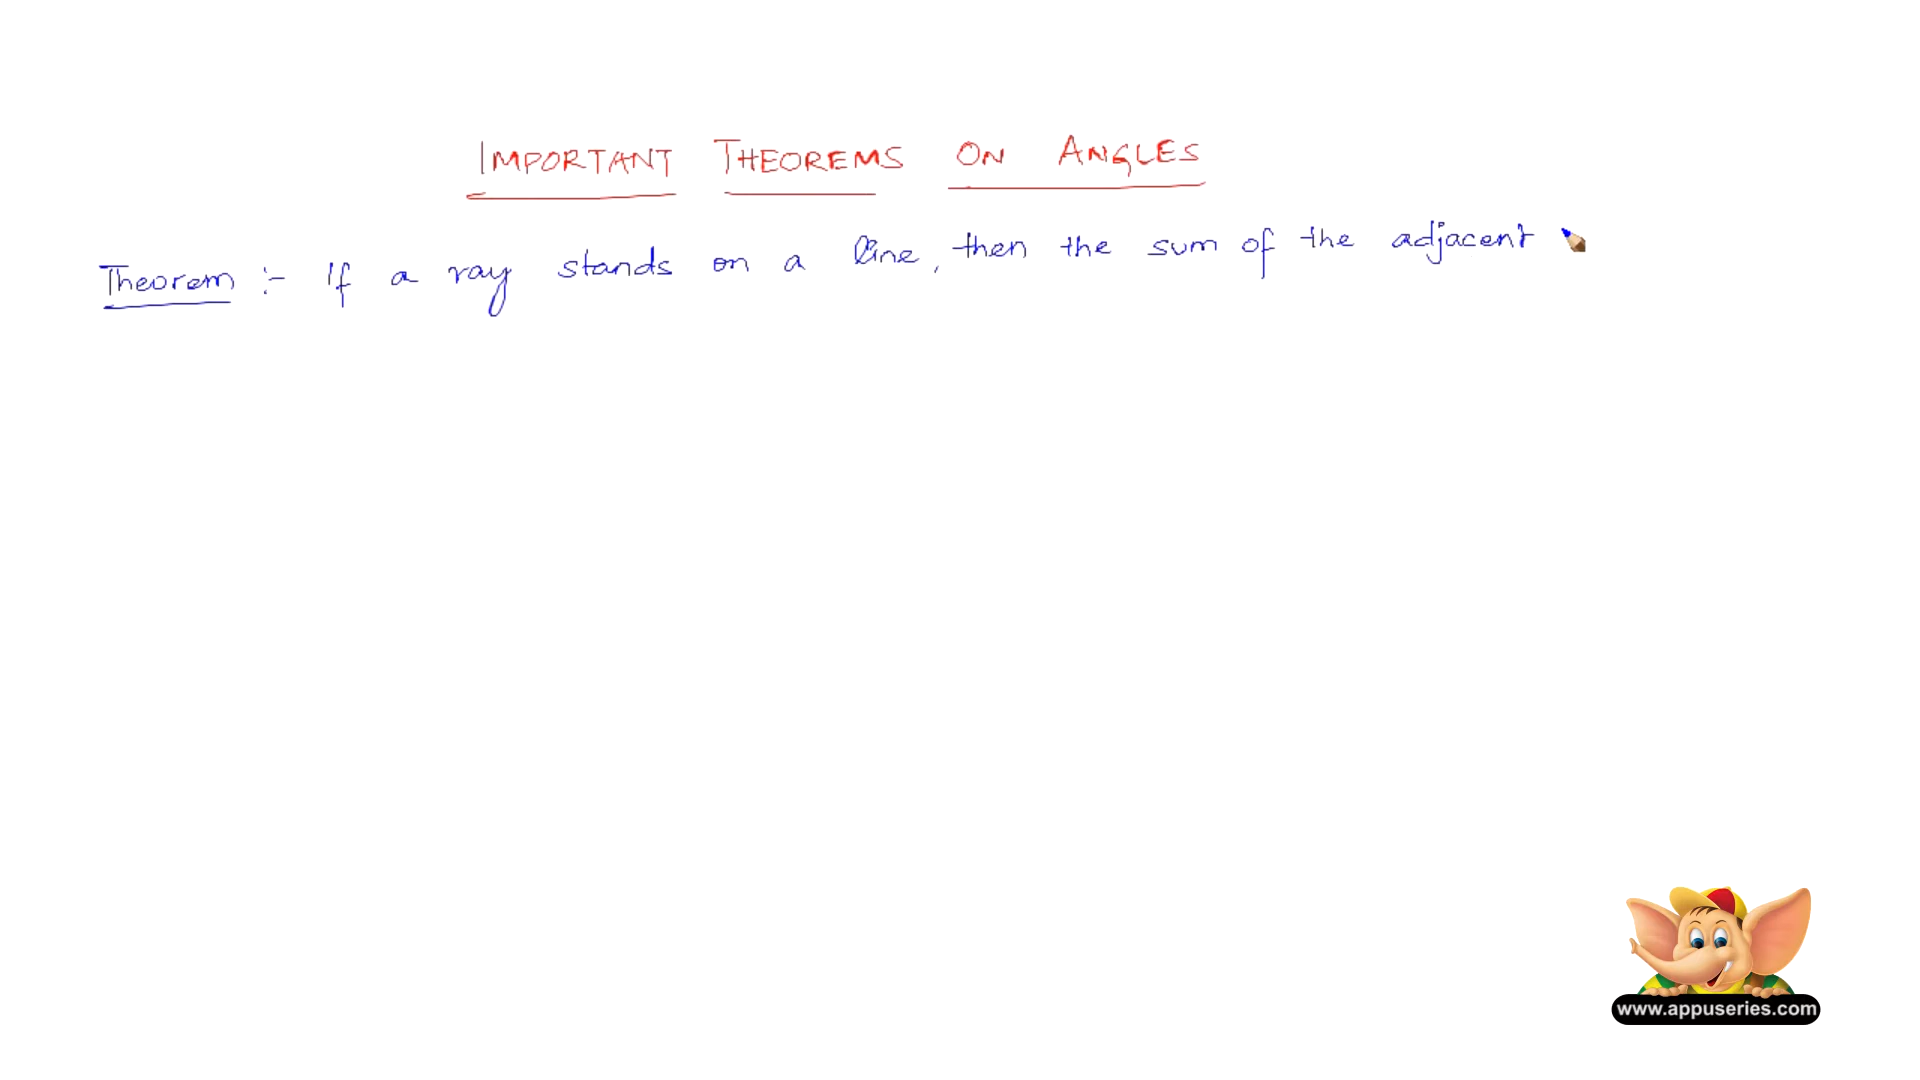 IMPORTANT THEOREMS ON ANGLES
Theorem :- If a ray stands on a line, then the sum of the adjacent
www.appuseries.com